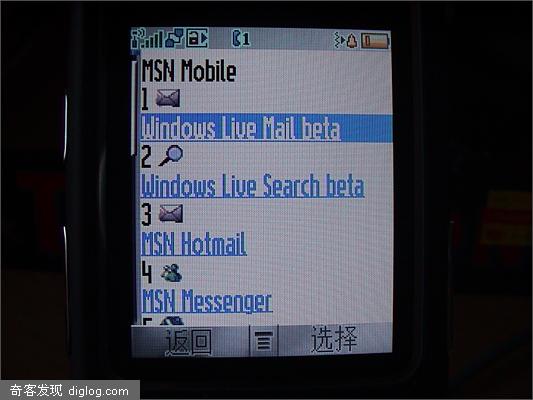 1
MSN Mobile
1
Windows Live Mail beta
2
Windows Live Search beta
3
MSN Hotmail
4
MSN Messenger
返回 选择
奇客发现 diglog.com